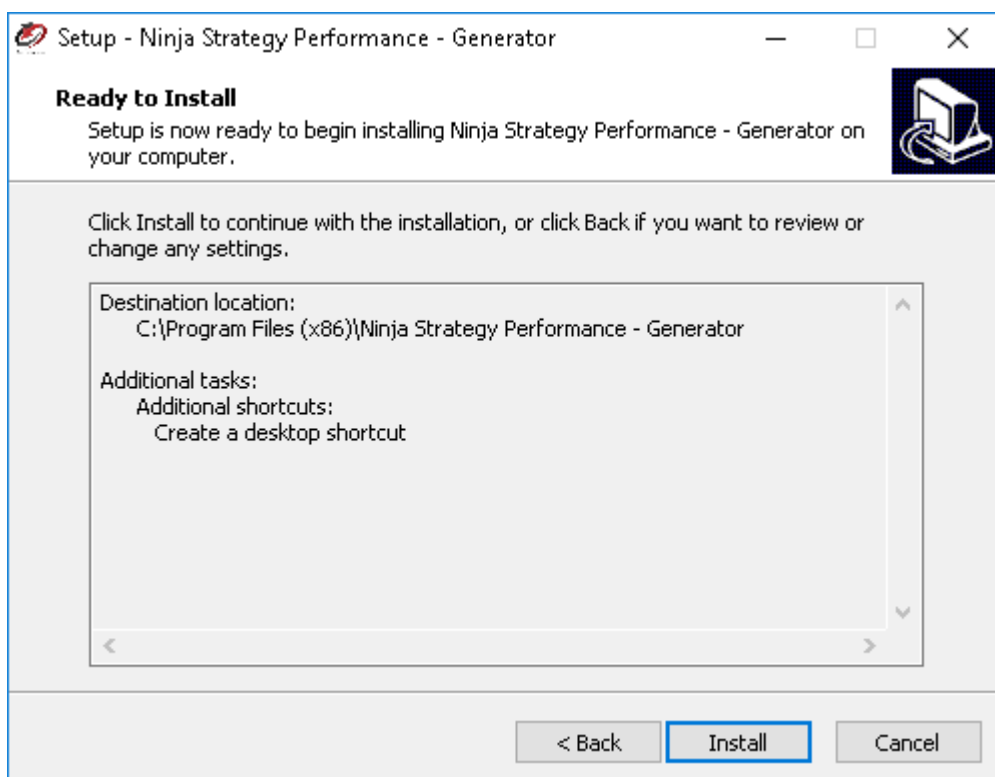 Setup - Ninja Strategy Performance - Generator
Ready to Install
Setup is now ready to begin installing Ninja Strategy Performance - Generator on
your computer.
Click Install to continue with the installation, or click Back if you want to review or
change any settings.
Destination location:
C:\Program Files (x86)\Ninja Strategy Performance - Generator
Additional tasks:
Additional shortcuts:
Create a desktop shortcut
< Back
Install
Cancel